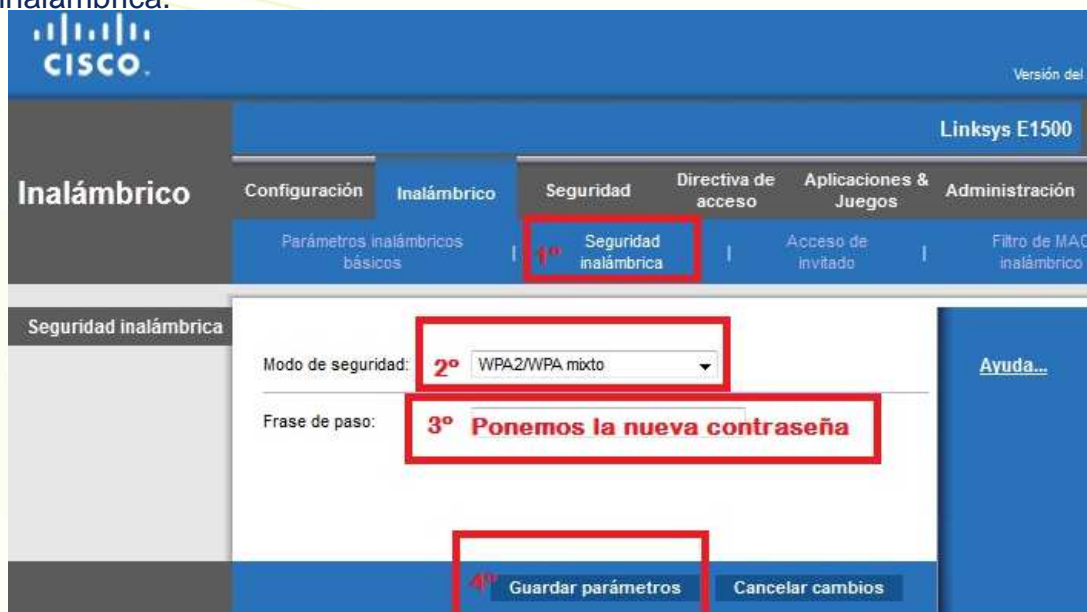 inalámbrica.
CISCO.
Versión del
Linksys E1500
Inalámbrico
Configuración
Inalámbrico
Seguridad
Directiva de
acceso
Aplicaciones &
Juegos
Administración
Parámetros inalámbricos
básicos
|
1º
Seguridad
inalámbrica
|
Acceso de
invitado
|
Filtro de MAC
inalámbrico
Seguridad inalámbrica
Modo de seguridad: 2º WPA2/WPA mixto
Ayuda...
Frase de paso: 3º Ponemos la nueva contraseña
4º Guardar parámetros Cancelar cambios